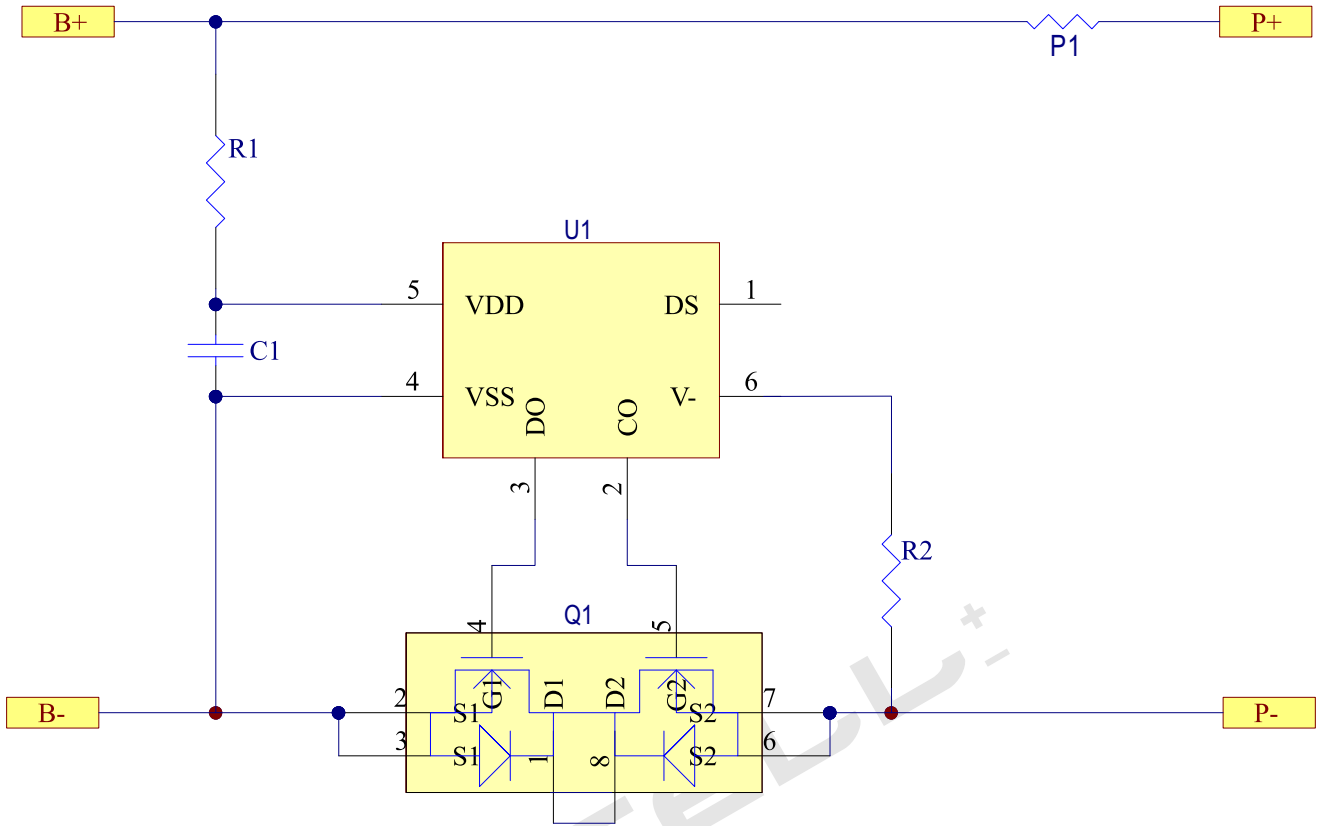 B+
P1
P+
R1
U1
5
VDD
DS
1
C1
4
VSS
V-
6
DO
CO
3
2
R2
Q1
4
5
G1
D1
D2
G2
B-
2
S1
S2
7
P-
3
S1
1
8
S2
6